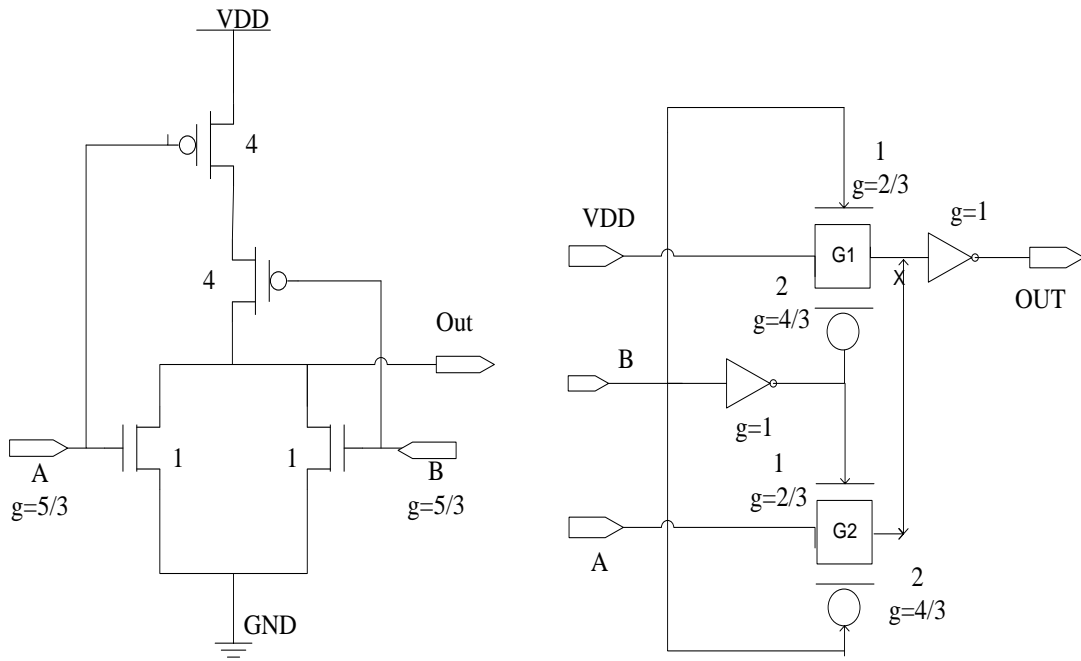 VDD
4
4
Out
A
g=5/3
1
1
B
g=5/3
GND
1
g=2/3
VDD
G1
g=1
X
OUT
2
g=4/3
B
g=1
1
g=2/3
A
G2
2
g=4/3